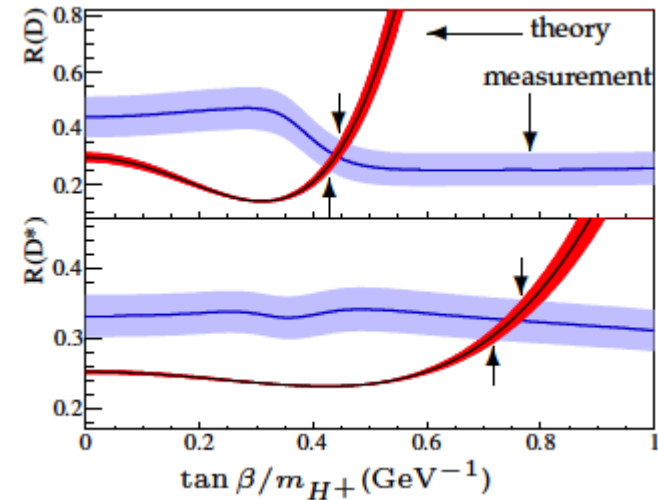 R(D)
0.8
0.6
0.4
0.2
theory
measurement
R(D*)
0.4
0.3
0.2
0 0.2 0.4 0.6 0.8 1
tan β/m_{H+}(GeV⁻¹)